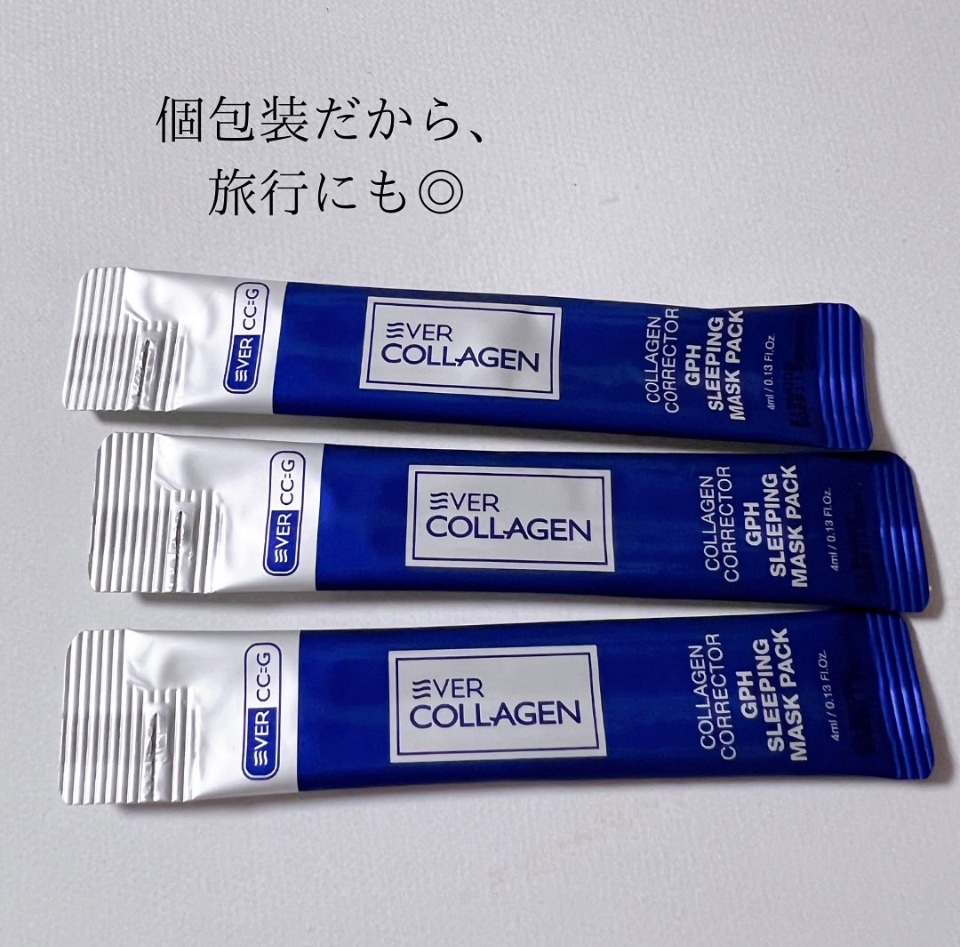 個包装だから、
旅行にも◎
EVER CC:G
EVER
COLLAGEN
COLLAGEN
CORRECTOR
GPH
SLEEPING
MASK PACK
4ml / 0.13 Fl.Oz.
EVER CC:G
EVER
COLLAGEN
COLLAGEN
CORRECTOR
GPH
SLEEPING
MASK PACK
4ml / 0.13 Fl.Oz.
EVER CC:G
EVER
COLLAGEN
COLLAGEN
CORRECTOR
GPH
SLEEPING
MASK PACK
4ml / 0.13 Fl.Oz.